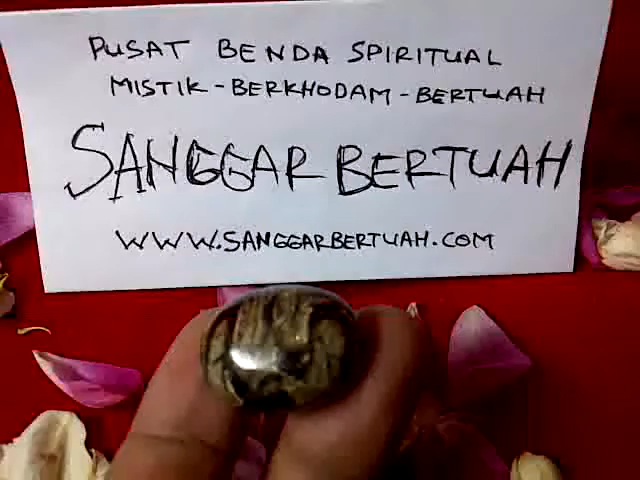 PUSAT BENDA SPIRITUAL
MISTIK-BERKHODAM-BERTUAH
SANGGAR BERTUAH
WWW.SANGGARBERTUAH.COM